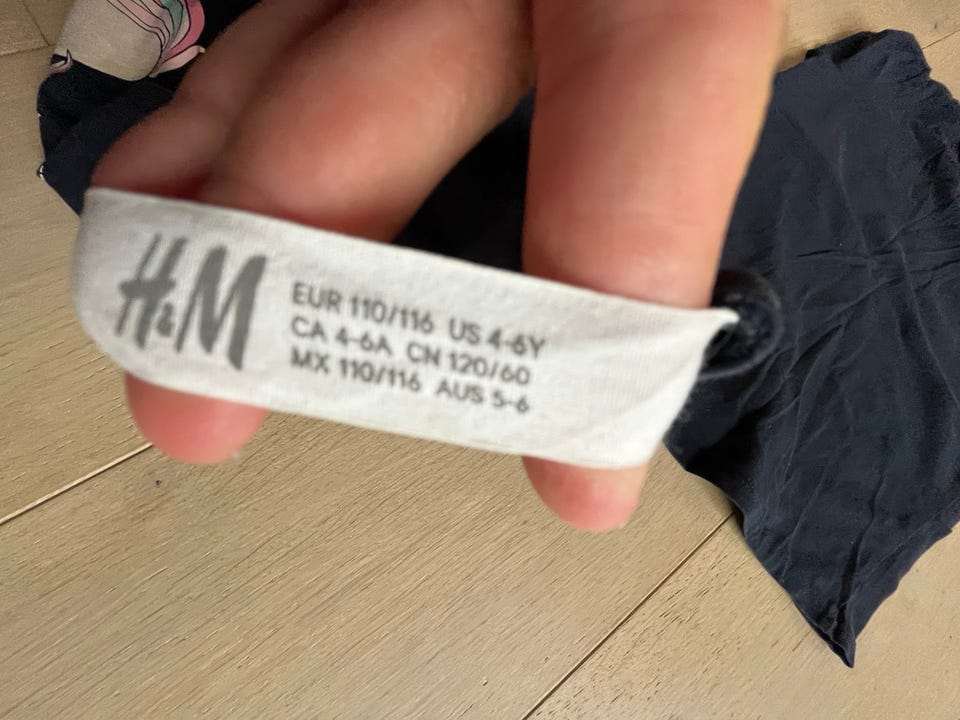 H&M
EUR 110/116 US 4-6Y
CA 4-6A CN 120/60
MX 110/116 AUS 5-6